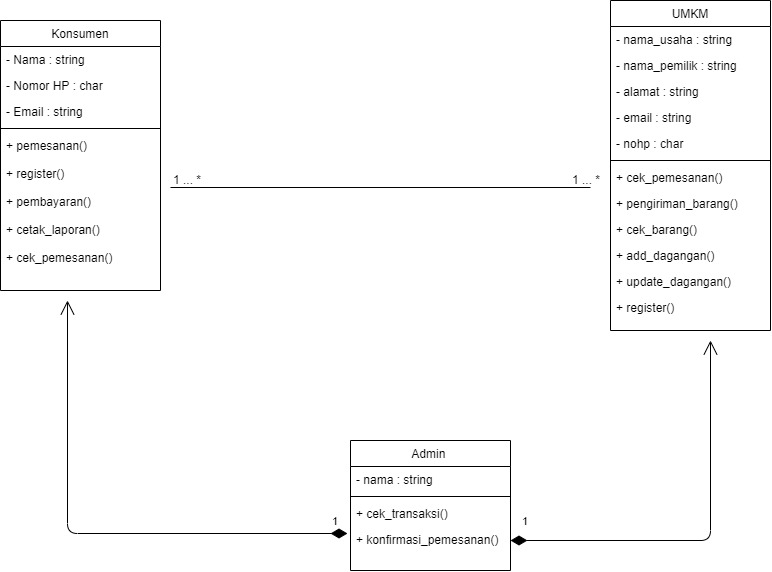 Konsumen
- Nama : string
- Nomor HP : char
- Email : string
+ pemesanan()
+ register()
+ pembayaran()
+ cetak_laporan()
+ cek_pemesanan()
1 ... *
1 ... *
UMKM
- nama_usaha : string
- nama_pemilik : string
- alamat : string
- email : string
- nohp : char
+ cek_pemesanan()
+ pengiriman_barang()
+ cek_barang()
+ add_dagangan()
+ update_dagangan()
+ register()
Admin
- nama : string
+ cek_transaksi()
+ konfirmasi_pemesanan()
1
1